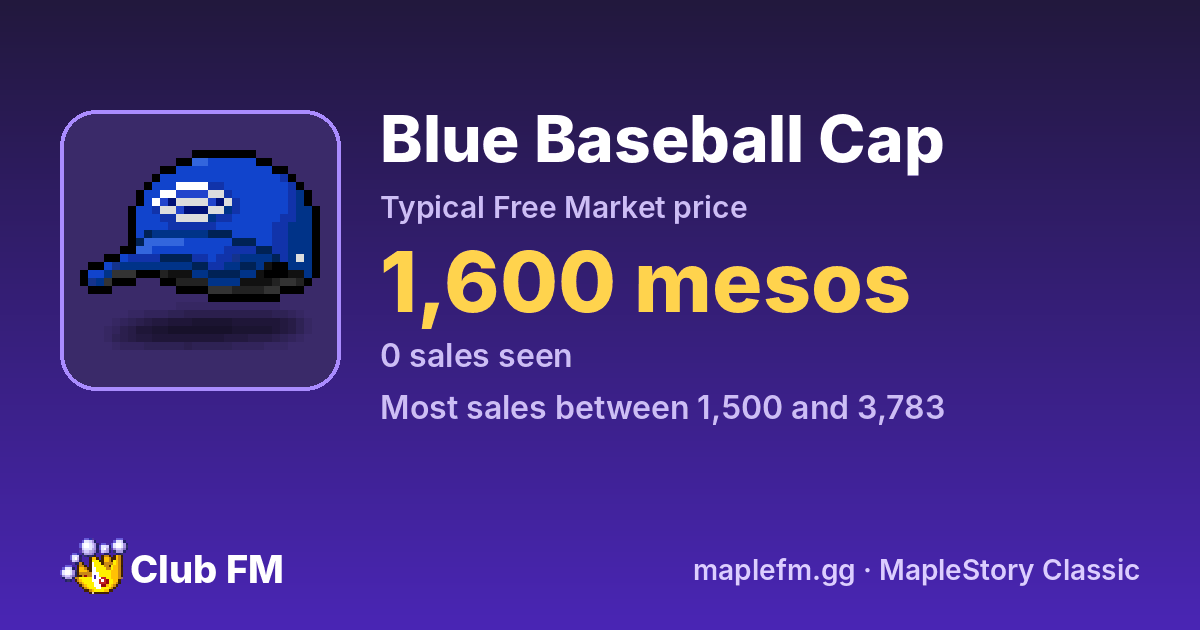 Blue Baseball Cap
Typical Free Market price
1,600 mesos
0 sales seen
Most sales between 1,500 and 3,783
Club FM
maplefm.gg · MapleStory Classic